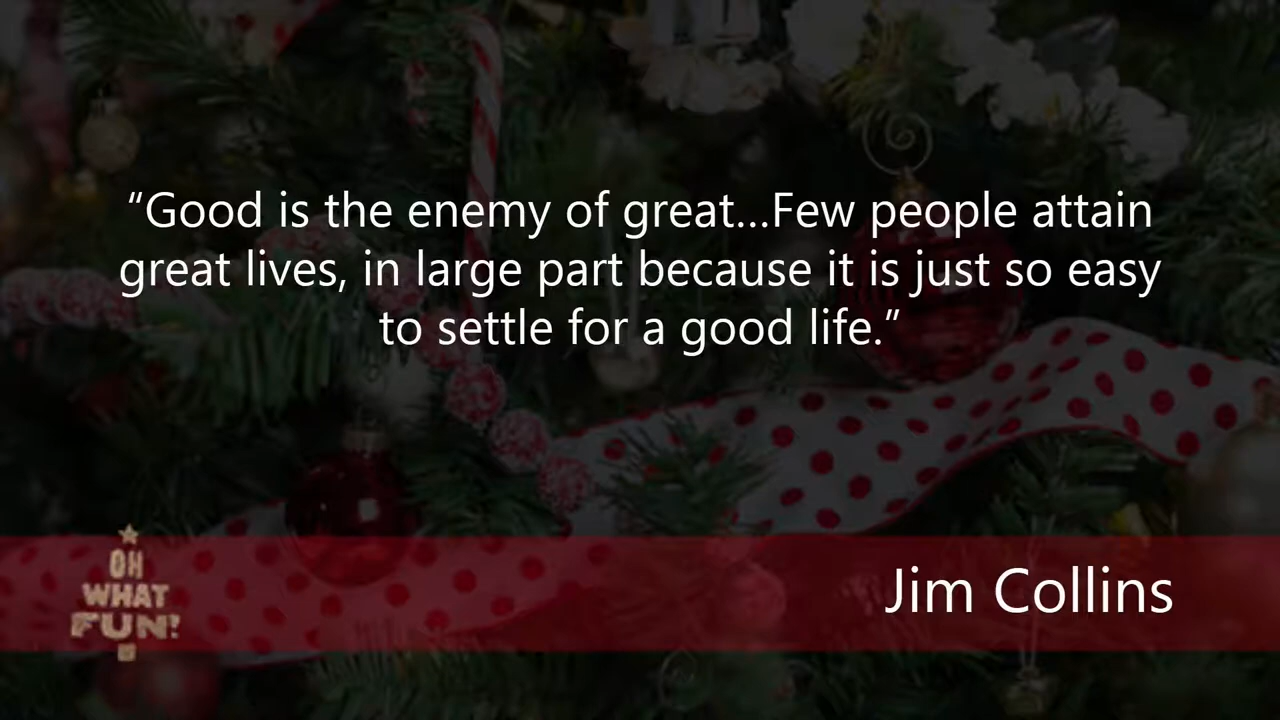 “Good is the enemy of great...Few people attain
great lives, in large part because it is just so easy
to settle for a good life.”
OH
WHAT
FUN!
Jim Collins